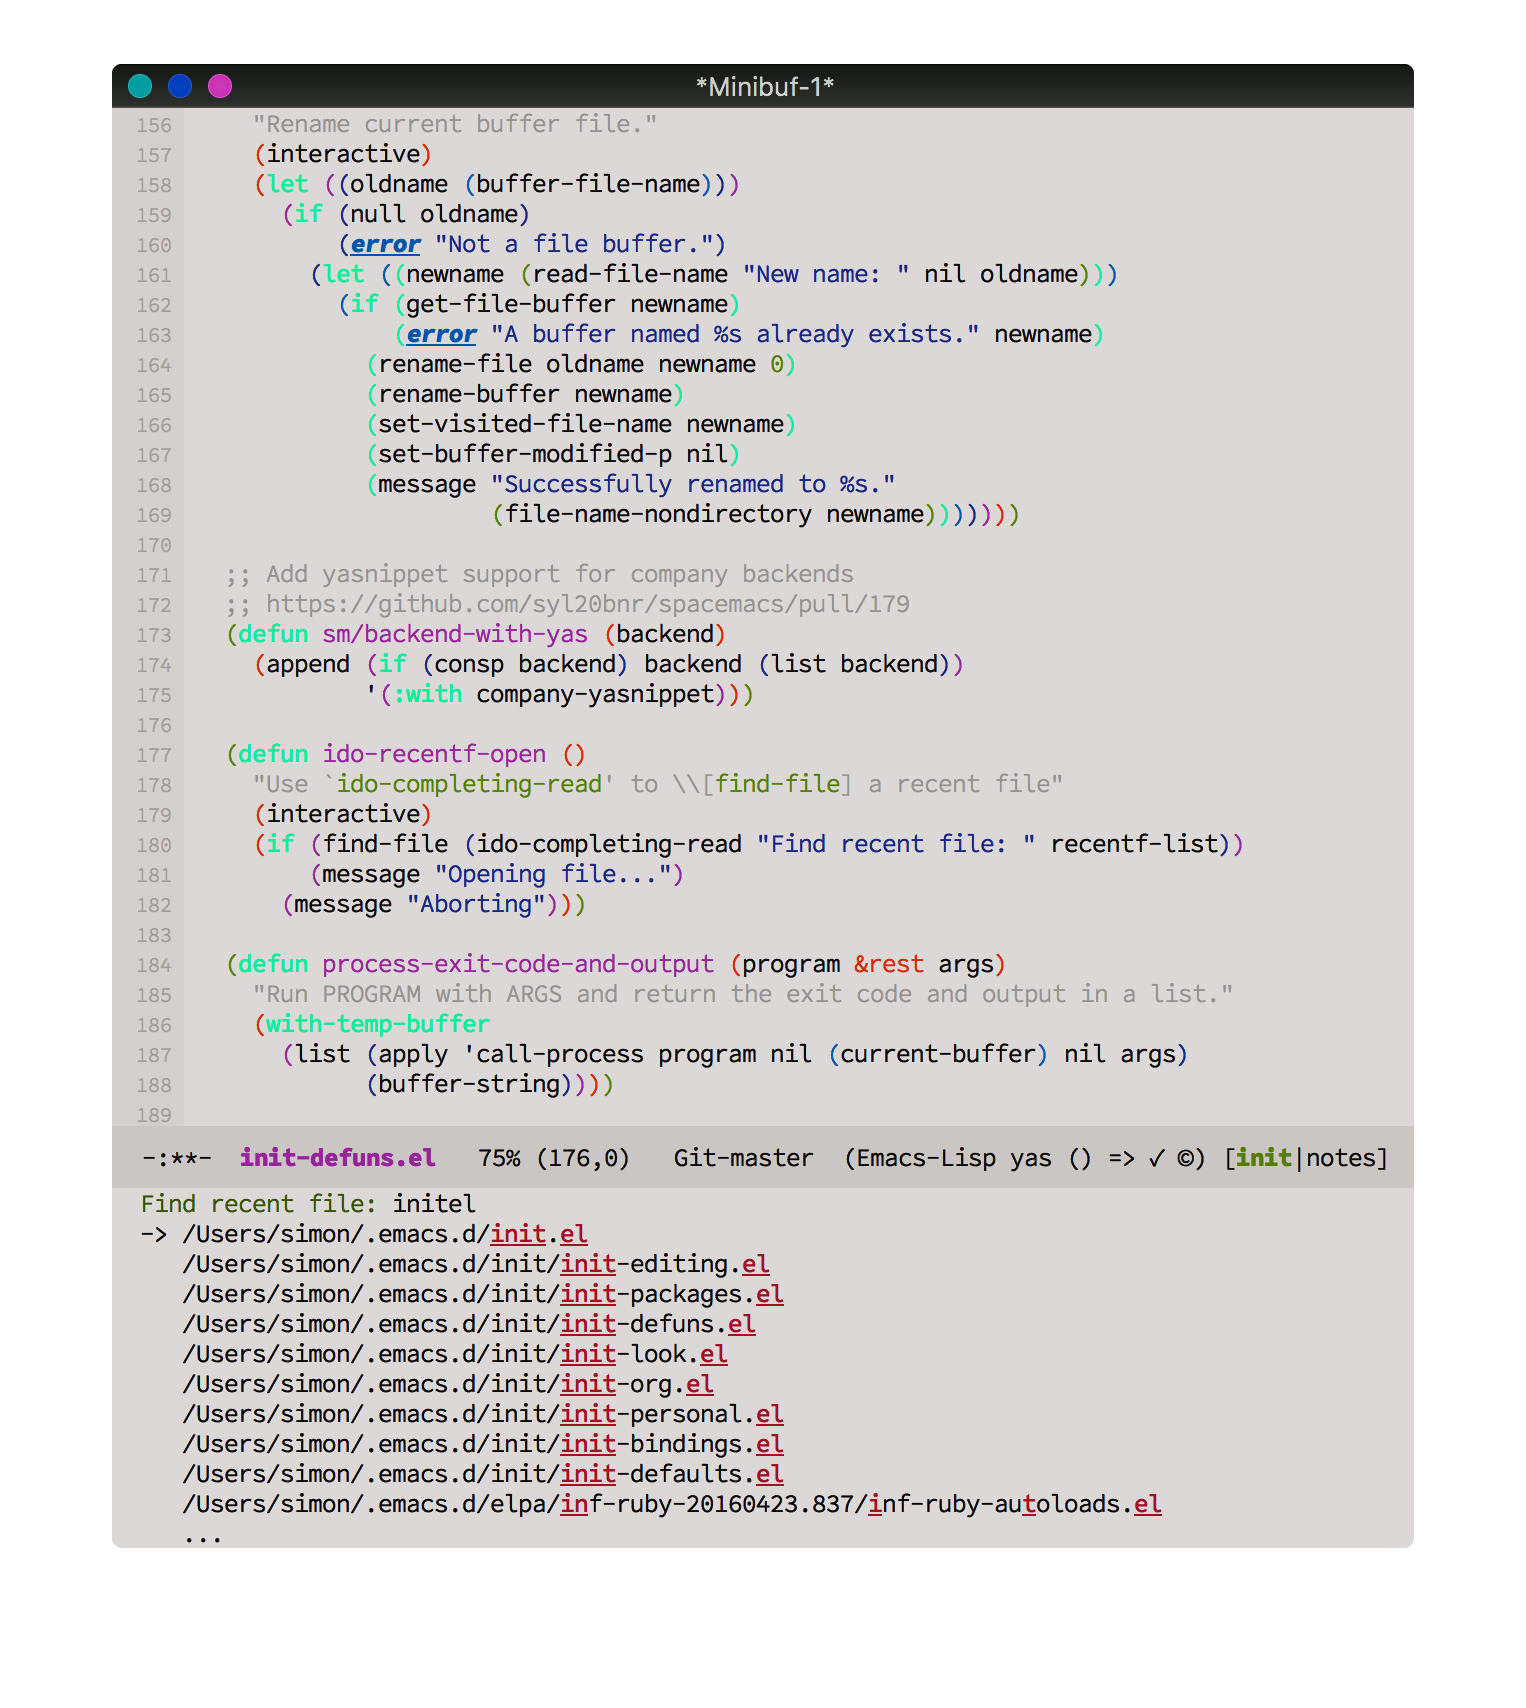 *Minibuf-1*
156 "Rename current buffer file."
157 (interactive)
158 (let ((oldname (buffer-file-name)))
159 (if (null oldname)
160 (error "Not a file buffer.")
161 (let ((newname (read-file-name "New name: " nil oldname)))
162 (if (get-file-buffer newname)
163 (error "A buffer named %s already exists." newname)
164 (rename-file oldname newname 0)
165 (rename-buffer newname)
166 (set-visited-file-name newname)
167 (set-buffer-modified-p nil)
168 (message "Successfully renamed to %s."
169 (file-name-nondirectory newname)))))))
170
171 ;; Add yasnippet support for company backends
172 ;; https://github.com/syl20bnr/spacemacs/pull/179
173 (defun sm/backend-with-yas (backend)
174 (append (if (consp backend) backend (list backend))
175 '(:with company-yasnippet)))
176
177 (defun ido-recentf-open ()
178 "Use `ido-completing-read' to \\[find-file] a recent file"
179 (interactive)
180 (if (find-file (ido-completing-read "Find recent file: " recentf-list))
181 (message "Opening file...")
182 (message "Aborting")))
183
184 (defun process-exit-code-and-output (program &rest args)
185 "Run PROGRAM with ARGS and return the exit code and output in a list."
186 (with-temp-buffer
187 (list (apply 'call-process program nil (current-buffer) nil args)
188 (buffer-string))))
189
-:**- init-defuns.el 75% (176,0) Git-master (Emacs-Lisp yas () => ✓ ©) [init|notes]
Find recent file: initel
-> /Users/simon/.emacs.d/init.el
/Users/simon/.emacs.d/init/init-editing.el
/Users/simon/.emacs.d/init/init-packages.el
/Users/simon/.emacs.d/init/init-defuns.el
/Users/simon/.emacs.d/init/init-look.el
/Users/simon/.emacs.d/init/init-org.el
/Users/simon/.emacs.d/init/init-personal.el
/Users/simon/.emacs.d/init/init-bindings.el
/Users/simon/.emacs.d/init/init-defaults.el
/Users/simon/.emacs.d/elpa/inf-ruby-20160423.837/inf-ruby-autoloads.el
...